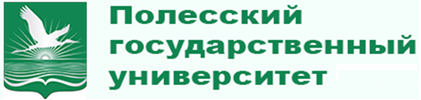 Полесский
государственный
университет